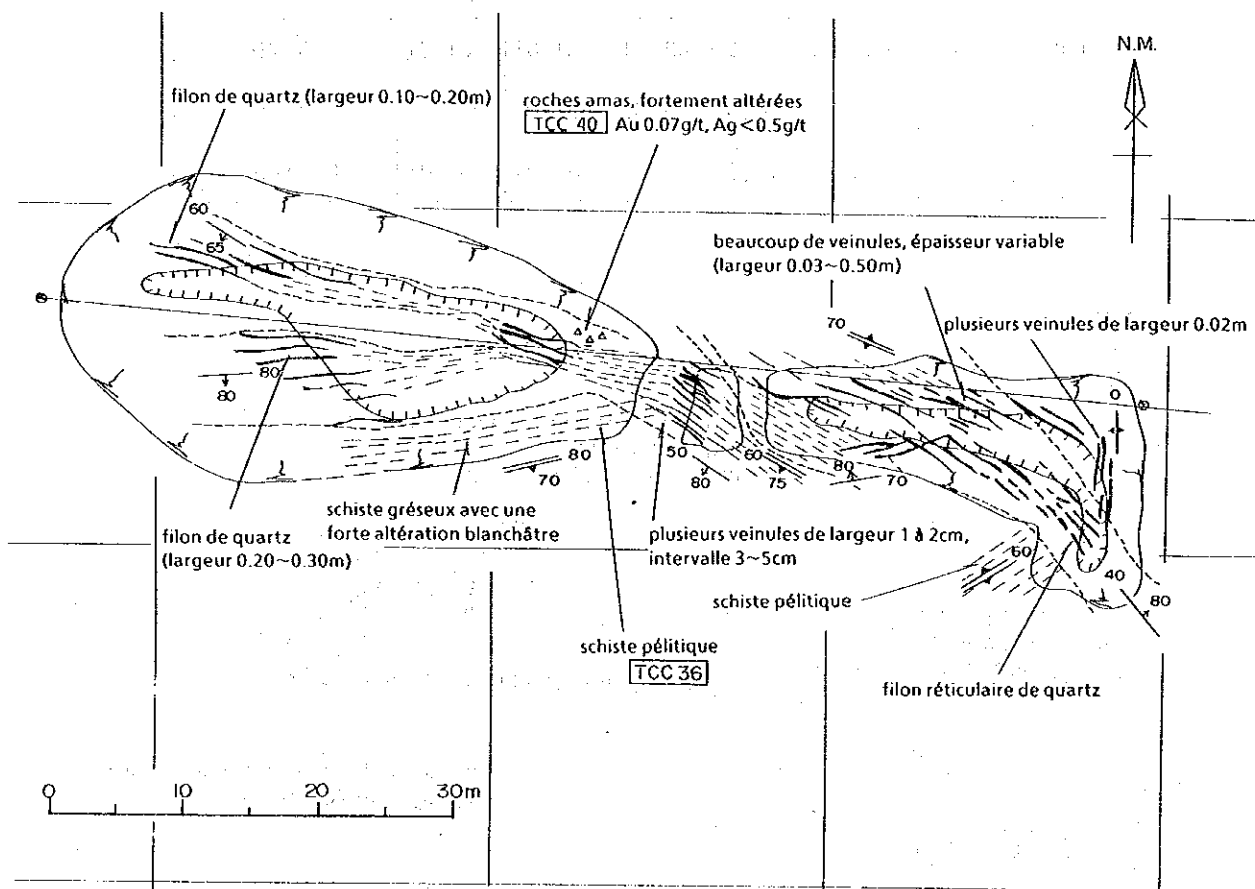 N.M.
filon de quartz (largeur 0.10~0.20m)
roches amas, fortement altérées
TCC 40 Au 0.07g/t, Ag<0.5g/t
60
65
beaucoup de veinules, épaisseur variable
(largeur 0.03~0.50m)
plusieurs veinules de largeur 0.02m
70
80
80
0
80
70
50
80
60
75
80
70
schiste gréseux avec une
forte altération blanchâtre
filon de quartz
(largeur 0.20~0.30m)
plusieurs veinules de largeur 1 à 2cm,
intervalle 3~5cm
60
40
80
schiste pélitique
schiste pélitique
TCC 36
filon réticulaire de quartz
0 10 20 30m